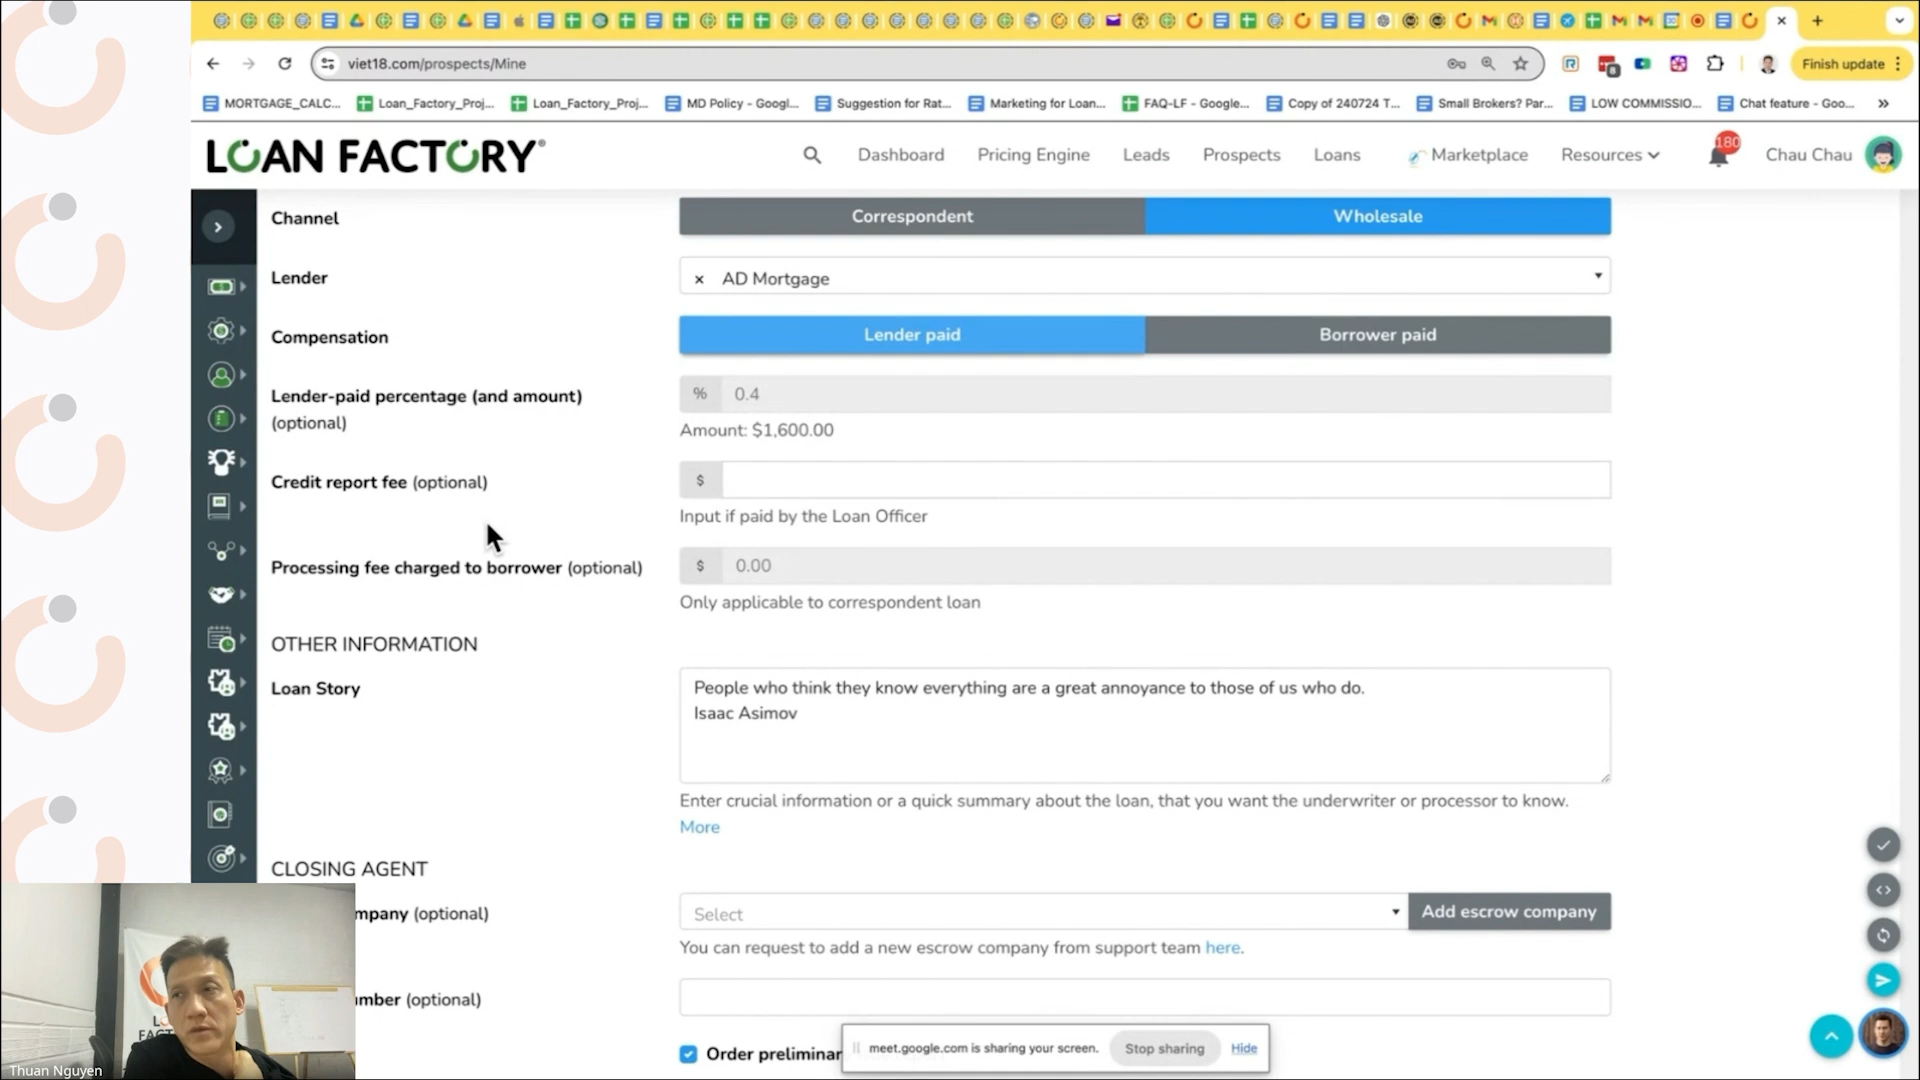 viet18.com/prospects/Mine
Finish update
MORTGAGE_CALC...
Loan_Factory_Proj...
Loan_Factory_Proj...
MD Policy - Googl...
Suggestion for Rat...
Marketing for Loan...
FAQ-LF - Google...
Copy of 240724 T...
Small Brokers? Par...
LOW COMMISSIO...
Chat feature - Goo...
LOAN FACTORY
Dashboard
Pricing Engine
Leads
Prospects
Loans
Marketplace
Resources
180
Chau Chau
Channel
Correspondent
Wholesale
Lender
× AD Mortgage
Compensation
Lender paid
Borrower paid
Lender-paid percentage (and amount)
(optional)
% 0.4
Amount: $1,600.00
Credit report fee (optional)
$
Input if paid by the Loan Officer
Processing fee charged to borrower (optional)
$ 0.00
Only applicable to correspondent loan
OTHER INFORMATION
Loan Story
People who think they know everything are a great annoyance to those of us who do.
Isaac Asimov
Enter crucial information or a quick summary about the loan, that you want the underwriter or processor to know.
More
CLOSING AGENT
mpany (optional)
Select
Add escrow company
You can request to add a new escrow company from support team here.
mber (optional)
Order preliminar
meet.google.com is sharing your screen.
Stop sharing
Hide
Thuan Nguyen